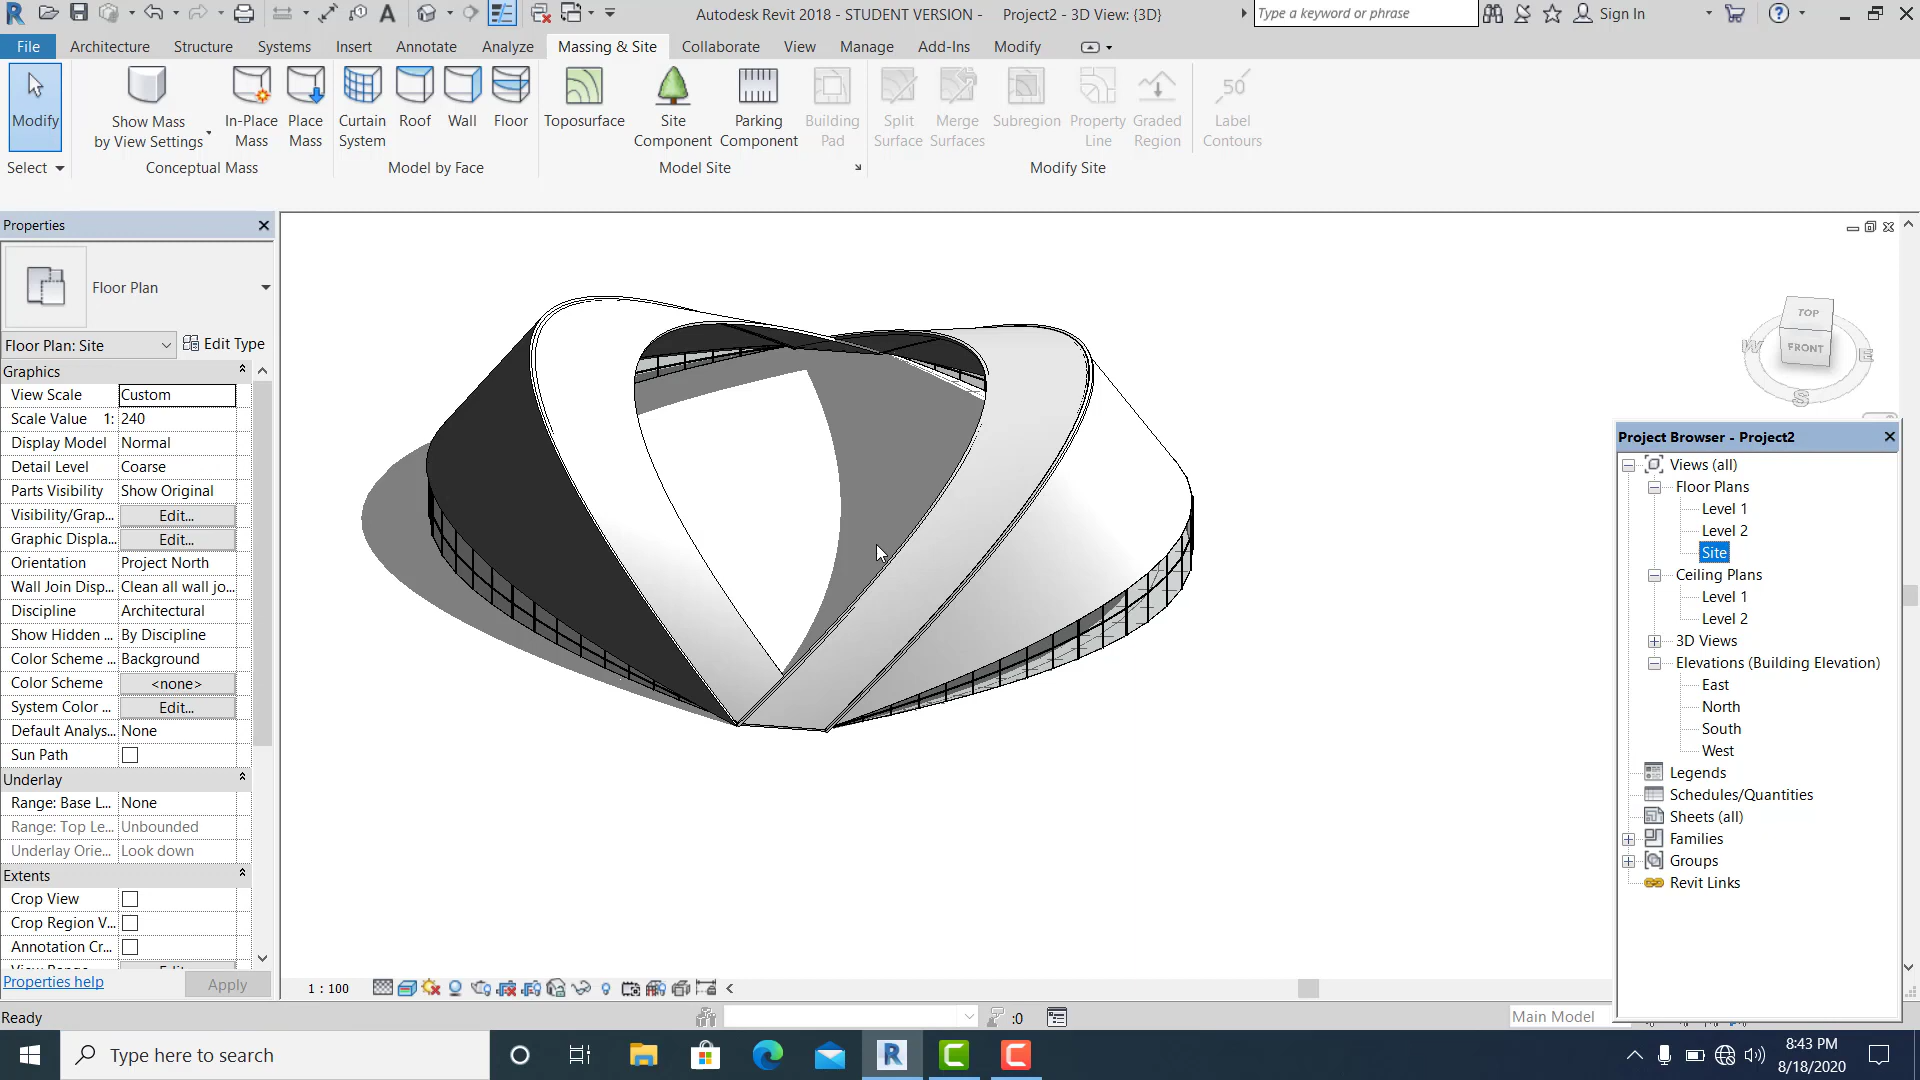 Autodesk Revit 2018 - STUDENT VERSION - Project2 - 3D View: {3D}
Type a keyword or phrase
Sign In
File Architecture Structure Systems Insert Annotate Analyze Massing & Site Collaborate View Manage Add-Ins Modify
Modify
Show Mass by View Settings
In-Place Mass
Place Mass
Curtain System
Roof
Wall
Floor
Toposurface
Site Component
Parking Component
Building Pad
Split Surface
Merge Surfaces
Subregion
Property Line
Graded Region
50
Label Contours
Select
Conceptual Mass
Model by Face
Model Site
Modify Site
Properties
Floor Plan
Floor Plan: Site
Edit Type
Graphics
View Scale Custom
Scale Value 1: 240
Display Model Normal
Detail Level Coarse
Parts Visibility Show Original
Visibility/Grap... Edit...
Graphic Displa... Edit...
Orientation Project North
Wall Join Disp... Clean all wall jo...
Discipline Architectural
Show Hidden ... By Discipline
Color Scheme ... Background
Color Scheme <none>
System Color ... Edit...
Default Analys... None
Sun Path
Underlay
Range: Base L... None
Range: Top Le... Unbounded
Underlay Orie... Look down
Extents
Crop View
Crop Region V...
Annotation Cr...
Properties help
Apply
TOP
FRONT
W
E
S
Project Browser - Project2
Views (all)
Floor Plans
Level 1
Level 2
Site
Ceiling Plans
Level 1
Level 2
3D Views
Elevations (Building Elevation)
East
North
South
West
Legends
Schedules/Quantities
Sheets (all)
Families
Groups
Revit Links
1 : 100
Ready
:0
Main Model
Type here to search
8:43 PM
8/18/2020